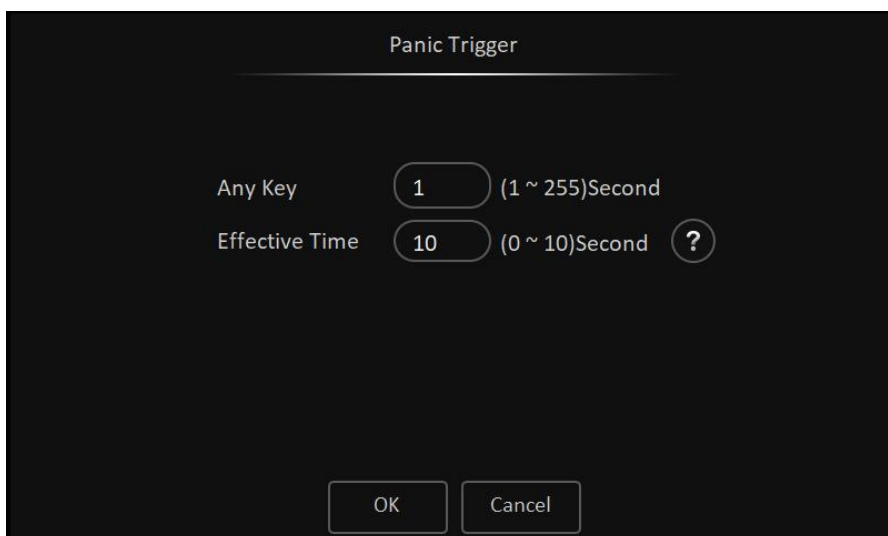 Panic Trigger
Any Key 1 (1 ~ 255)Second
Effective Time 10 (0 ~ 10)Second ?
OK Cancel